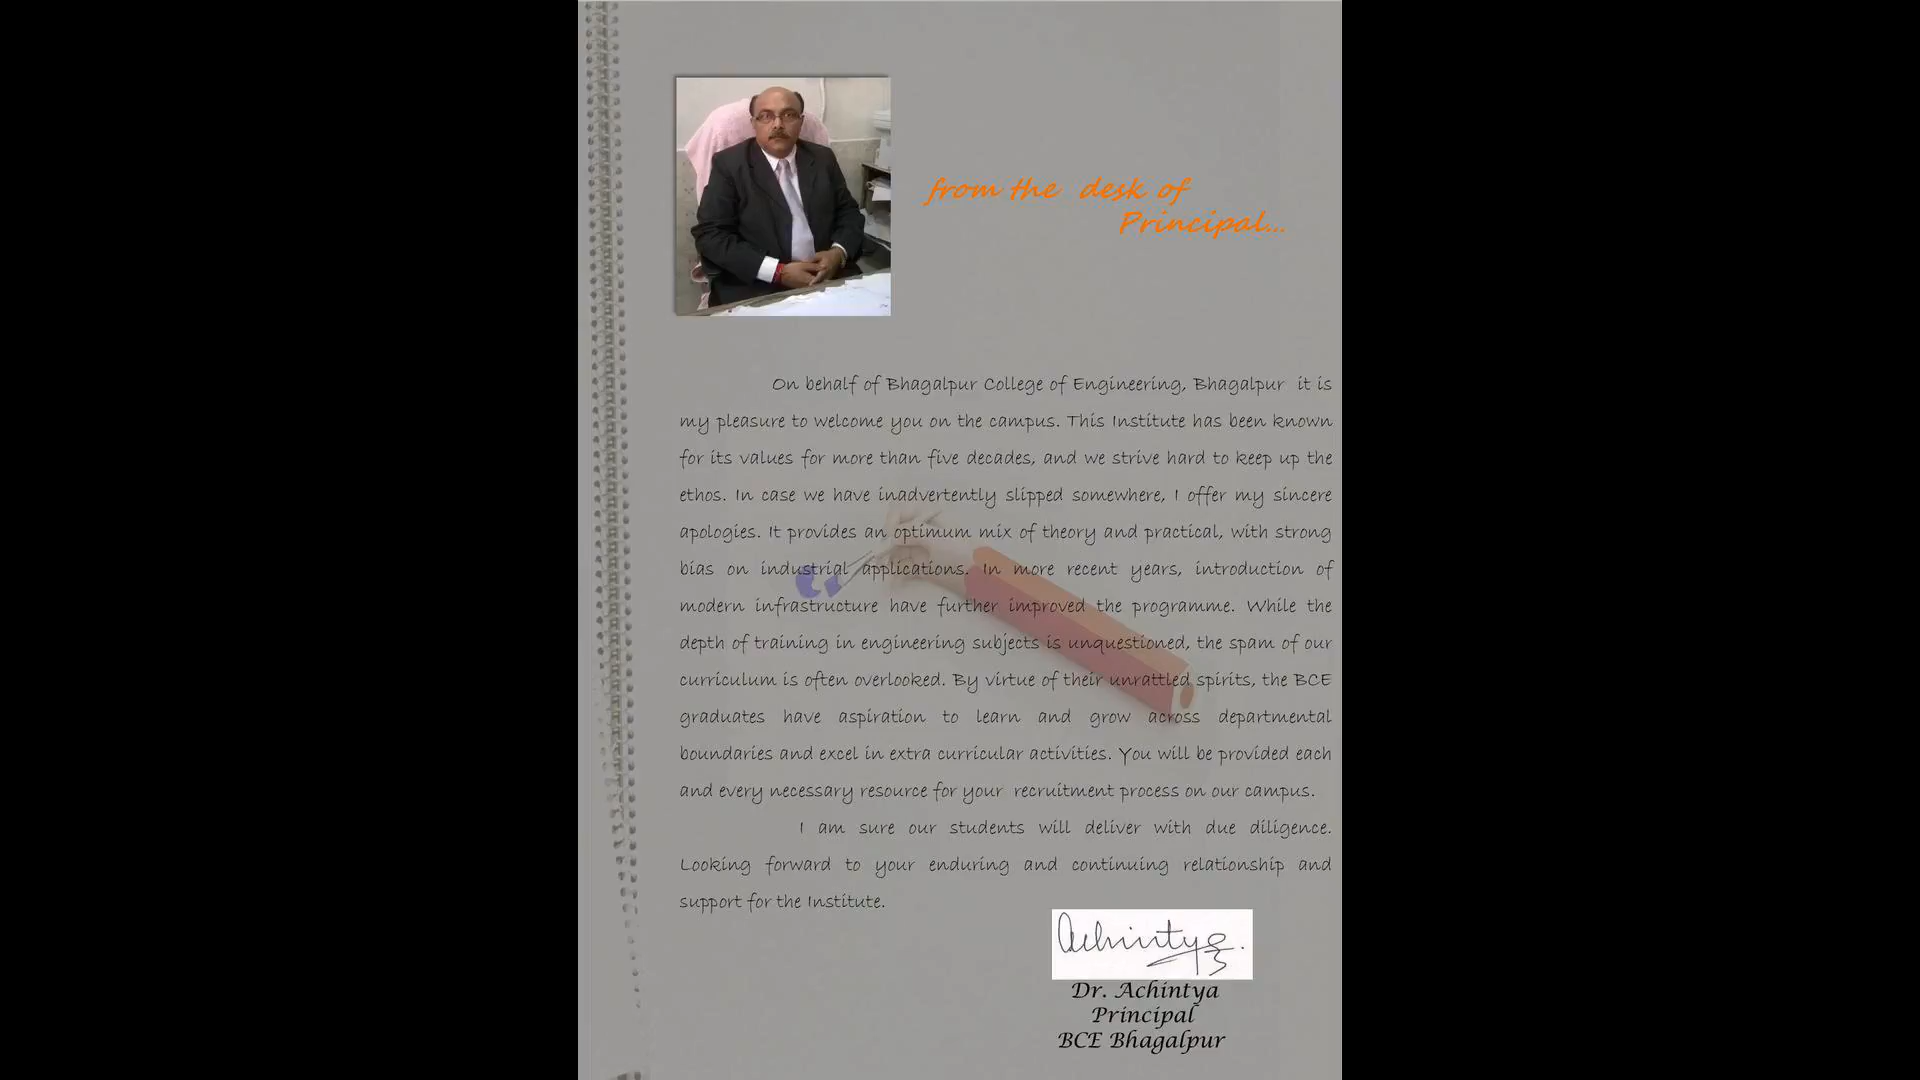 from the desk of
Principal...
On behalf of Bhagalpur College of Engineering, Bhagalpur it is
my pleasure to welcome you on the campus. This Institute has been known
for its values for more than five decades, and we strive hard to keep up the
ethos. In case we have inadvertently slipped somewhere, I offer my sincere
apologies. It provides an optimum mix of theory and practical, with strong
bias on industrial applications. In more recent years, introduction of
modern infrastructure have further improved the programme. While the
depth of training in engineering subjects is unquestioned, the spam of our
curriculum is often overlooked. By virtue of their unrattled spirits, the BCE
graduates have aspiration to learn and grow across departmental
boundaries and excel in extra curricular activities. You will be provided each
and every necessary resource for your recruitment process on our campus.
I am sure our students will deliver with due diligence.
Looking forward to your enduring and continuing relationship and
support for the Institute.
Achintya
Dr. Achintya
Principal
BCE Bhagalpur